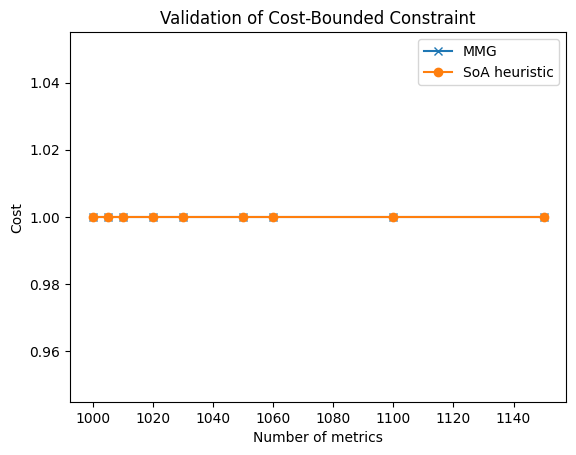 Validation of Cost-Bounded Constraint
MMG
SoA heuristic
1.04
1.02
1.00
0.98
0.96
Cost
1000 1020 1040 1060 1080 1100 1120 1140
Number of metrics